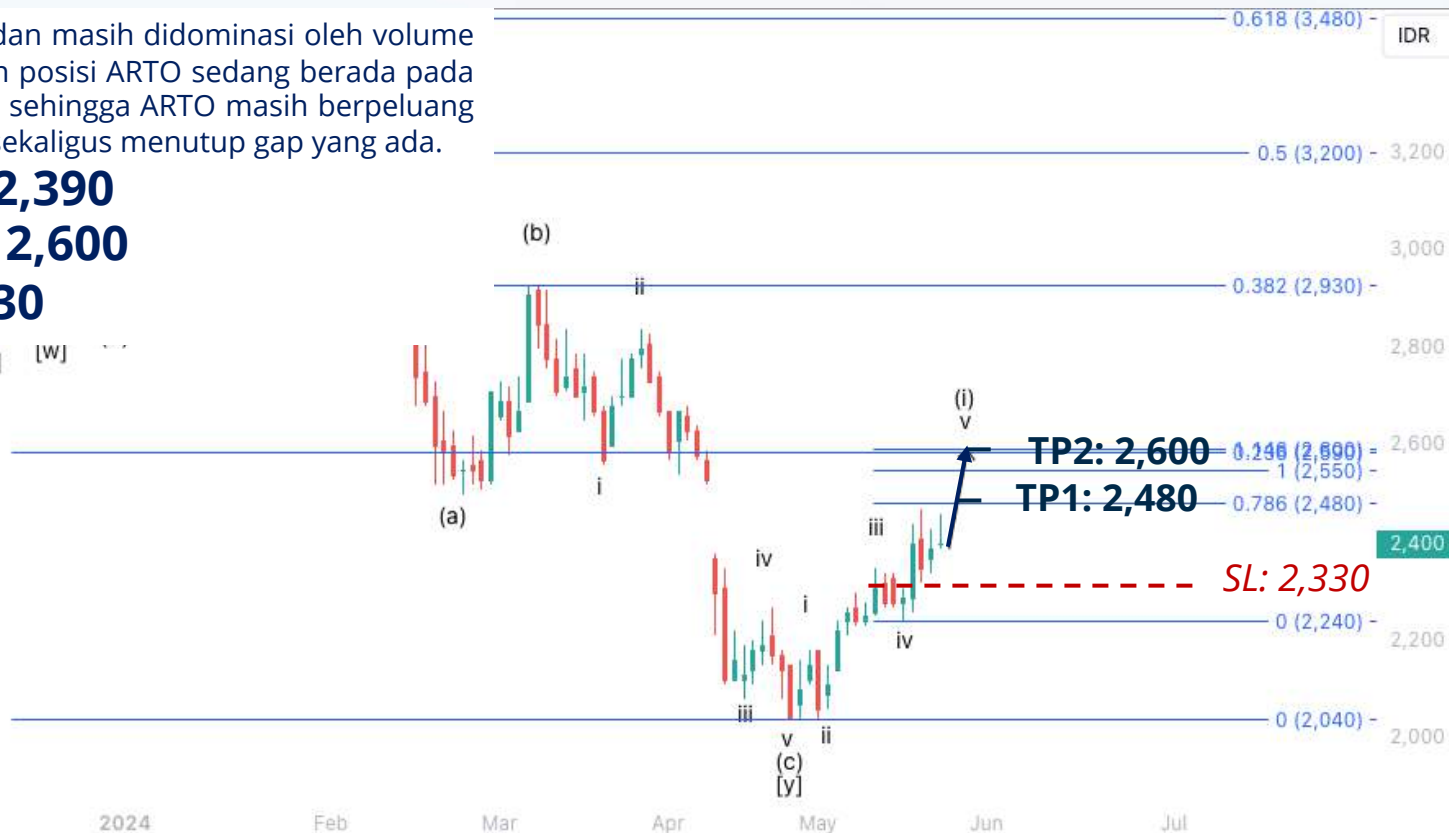 dan masih didominasi oleh volume
posisi ARTO sedang berada pada
sehingga ARTO masih berpeluang
sekaligus menutup gap yang ada.
2,390
2,600
30
0.618 (3,480)
IDR
0.5 (3,200)
3,200
(b)
3,000
ii
0.382 (2,930)
[w]
2,800
(i)
v
TP2: 2,600
2,600
1 (2,550)
i
TP1: 2,480
0.786 (2,480)
(a)
iii
2,400
iv
SL: 2,330
i
0 (2,240)
iv
2,200
iii
0 (2,040)
v
ii
2,000
(c)
[y]
2024
Feb
Mar
Apr
May
Jun
Jul